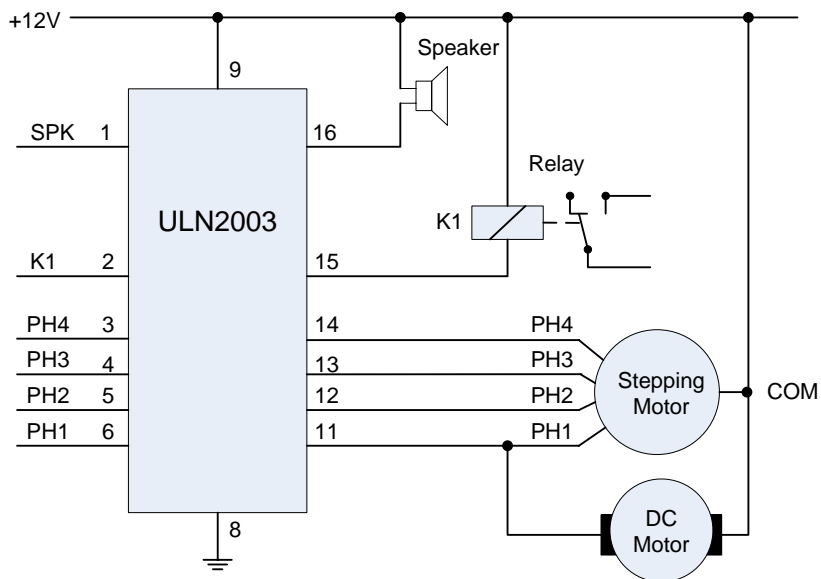 +12V
Speaker
9
SPK 1
16
Relay
ULN2003
K1
K1 2
15
PH4 3
14
PH4
PH3 4
13
PH3
Stepping
Motor
COM
PH2 5
12
PH2
PH1 6
11
PH1
8
DC
Motor